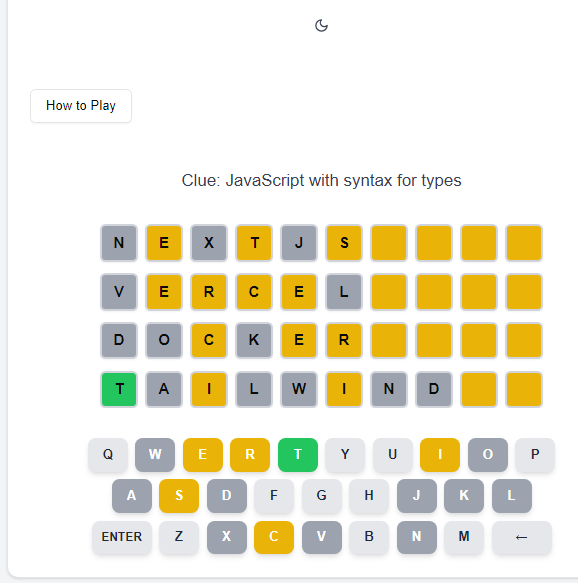 How to Play
Clue: JavaScript with syntax for types
N E X T J S
V E R C E L
D O C K E R
T A I L W I N D
Q W E R T Y U I O P
A S D F G H J K L
ENTER Z X C V B N M ←